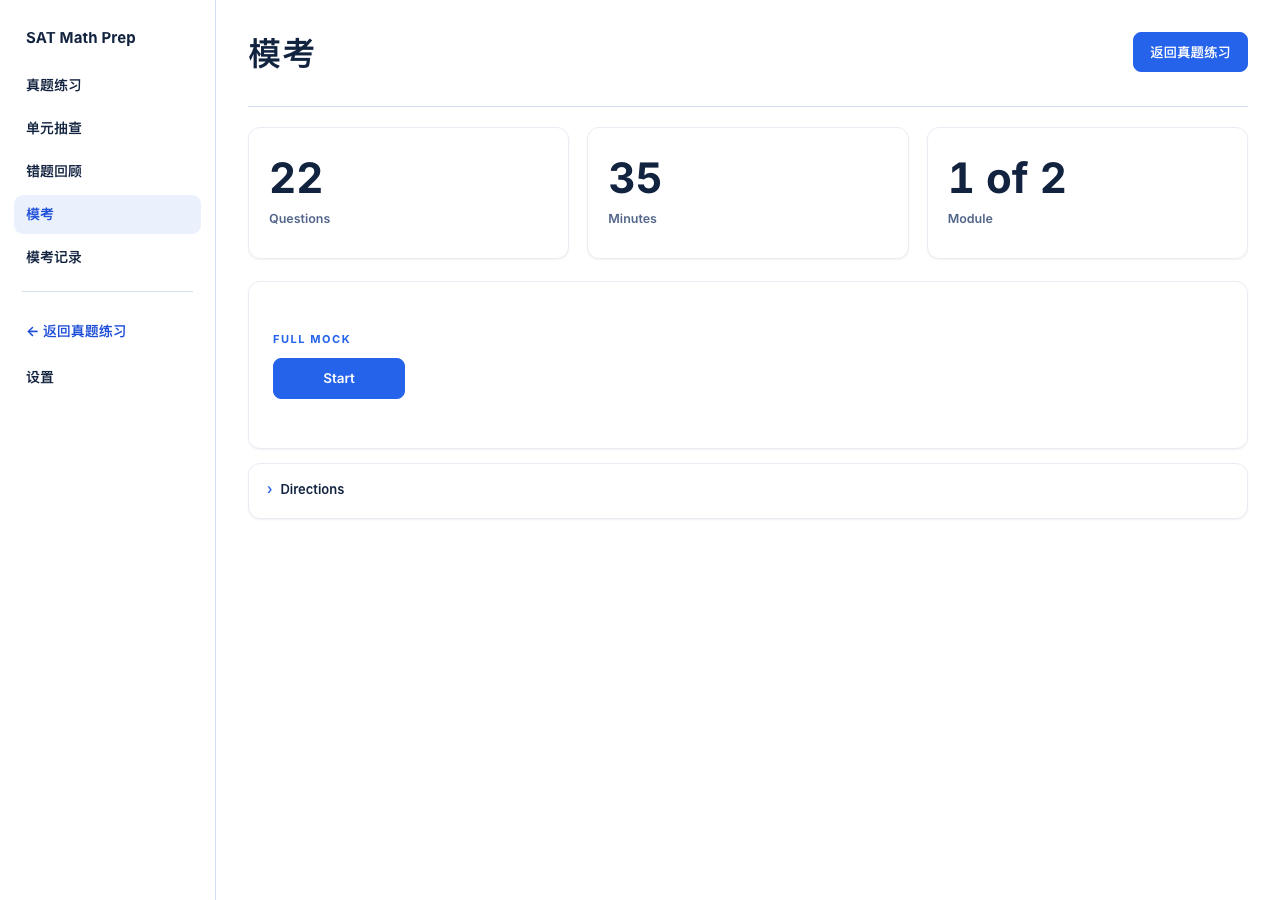 SAT Math Prep
真题练习
单元抽查
错题回顾
模考
模考记录
← 返回真题练习
设置
模考
返回真题练习
22
Questions
35
Minutes
1 of 2
Module
FULL MOCK
Start
› Directions